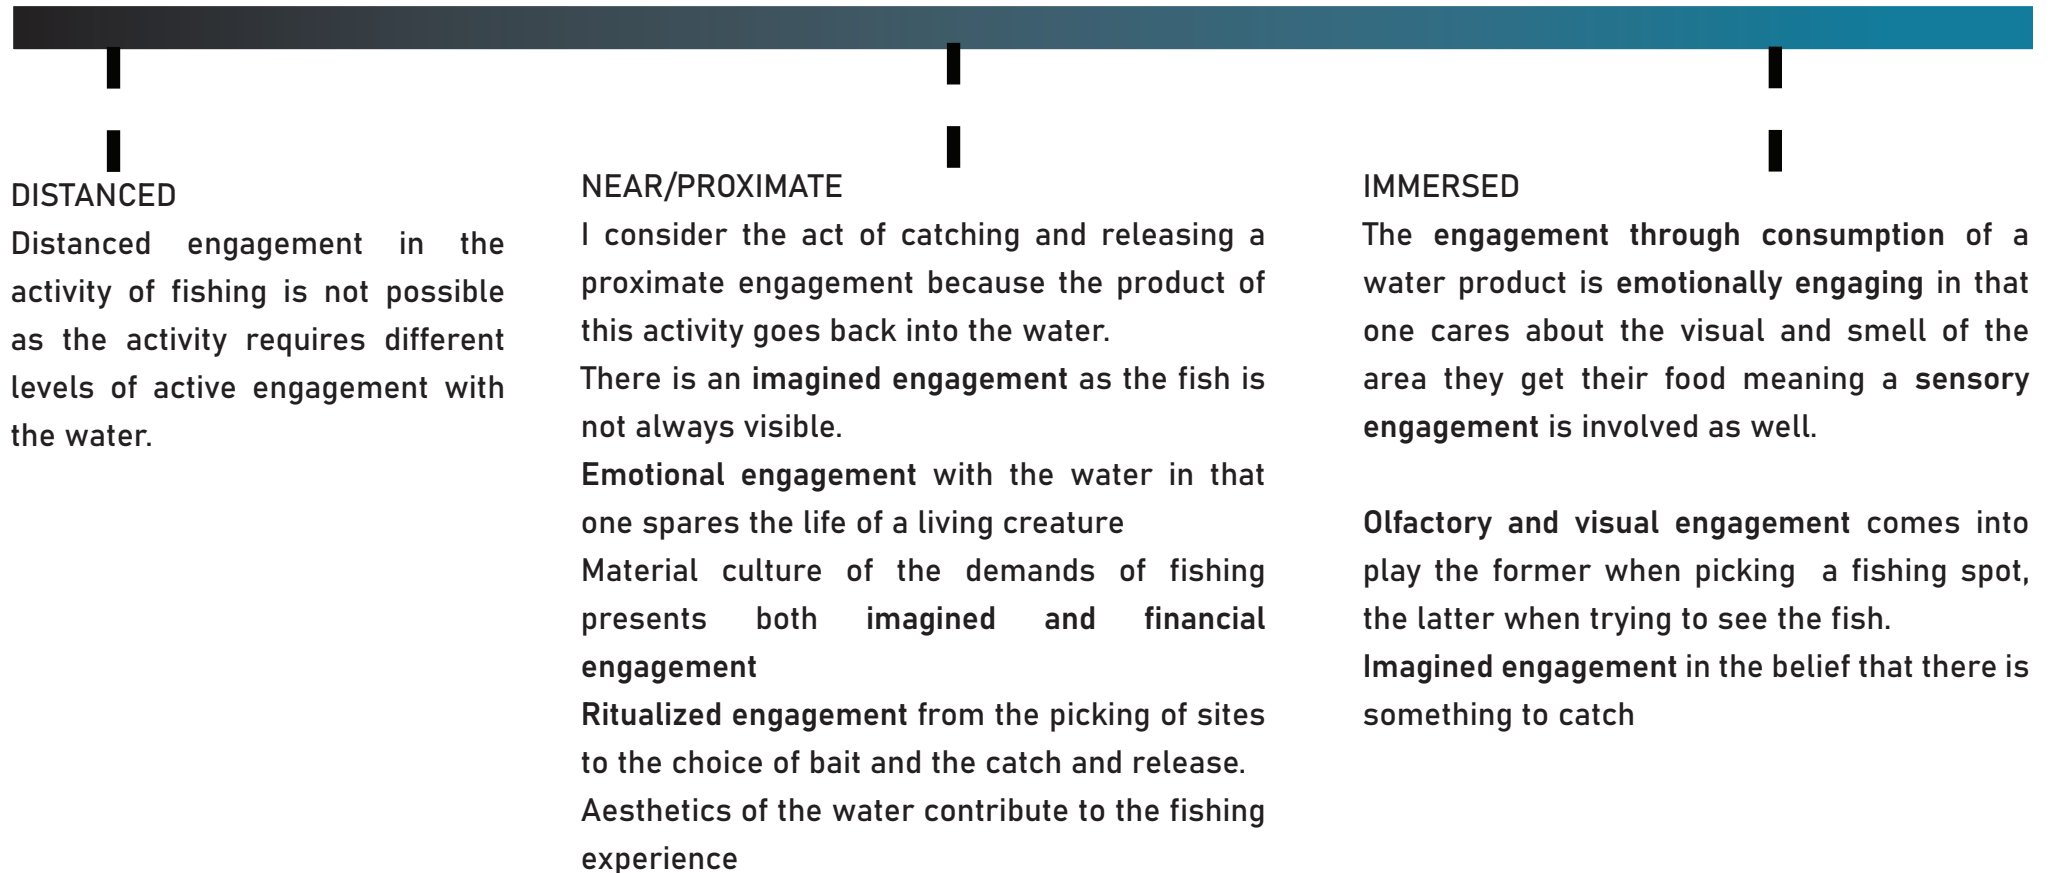 DISTANCED
Distanced engagement in the
activity of fishing is not possible
as the activity requires different
levels of active engagement with
the water.
NEAR/PROXIMATE
I consider the act of catching and releasing a
proximate engagement because the product of
this activity goes back into the water.
There is an imagined engagement as the fish is
not always visible.
Emotional engagement with the water in that
one spares the life of a living creature
Material culture of the demands of fishing
presents both imagined and financial
engagement
Ritualized engagement from the picking of sites
to the choice of bait and the catch and release.
Aesthetics of the water contribute to the fishing
experience
IMMERSED
The engagement through consumption of a
water product is emotionally engaging in that
one cares about the visual and smell of the
area they get their food meaning a sensory
engagement is involved as well.
Olfactory and visual engagement comes into
play the former when picking a fishing spot,
the latter when trying to see the fish.
Imagined engagement in the belief that there is
something to catch